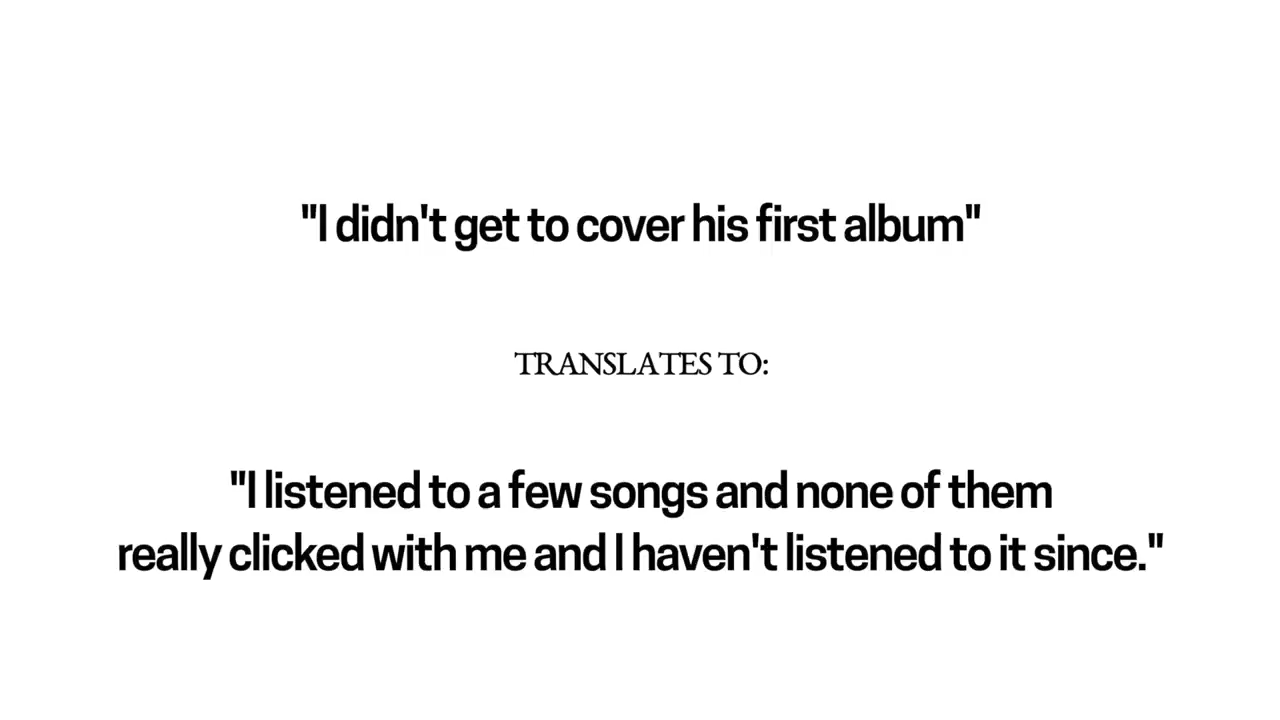 "I didn't get to cover his first album"
TRANSLATES TO:
"I listened to a few songs and none of them
really clicked with me and I haven't listened to it since."